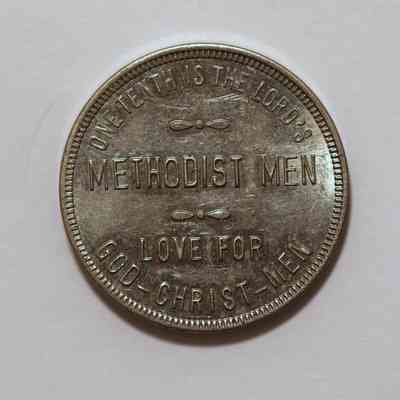 ONE TENTH IS THE LORD'S
METHODIST MEN
LOVE FOR
GOD-CHRIST-MEN